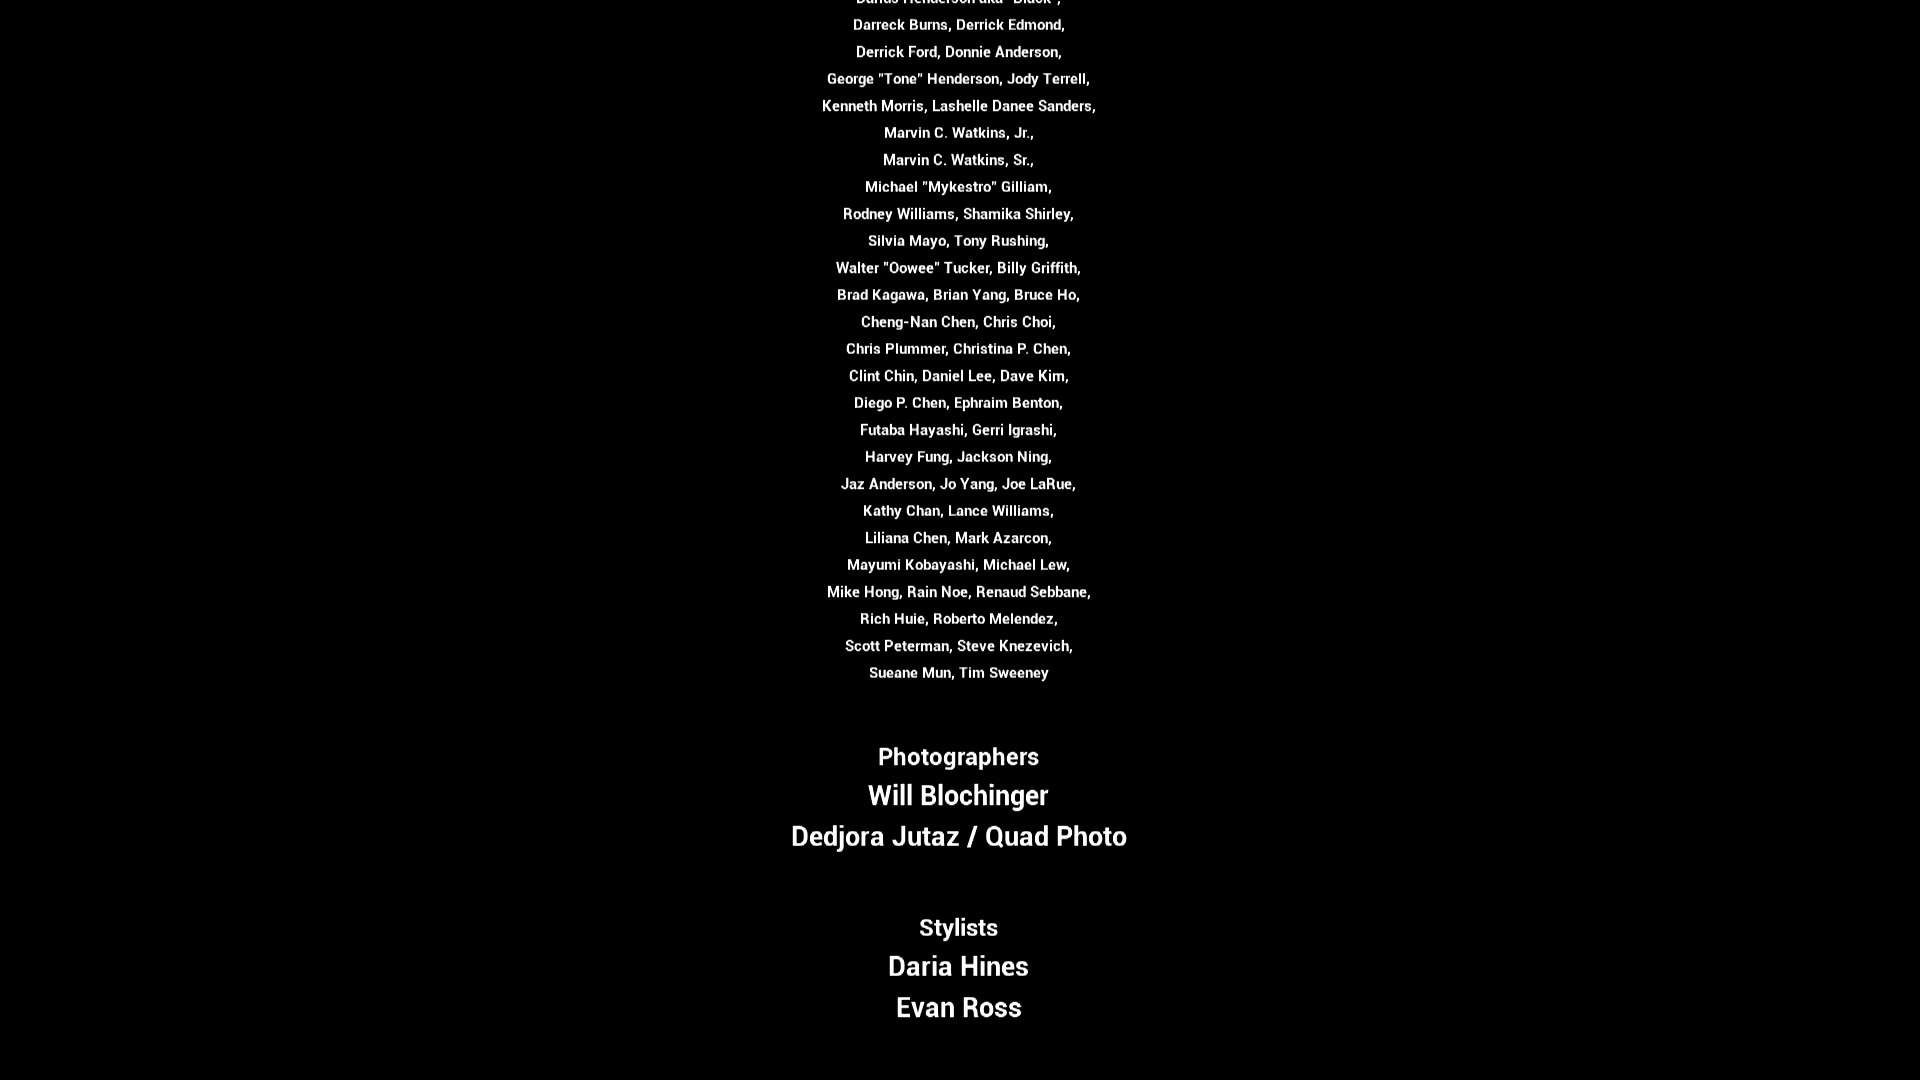 Darius Henderson aka "Black",
Darreck Burns, Derrick Edmond,
Derrick Ford, Donnie Anderson,
George "Tone" Henderson, Jody Terrell,
Kenneth Morris, Lashelle Danee Sanders,
Marvin C. Watkins, Jr.,
Marvin C. Watkins, Sr.,
Michael "Mykestro" Gilliam,
Rodney Williams, Shamika Shirley,
Silvia Mayo, Tony Rushing,
Walter "Oowee" Tucker, Billy Griffith,
Brad Kagawa, Brian Yang, Bruce Ho,
Cheng-Nan Chen, Chris Choi,
Chris Plummer, Christina P. Chen,
Clint Chin, Daniel Lee, Dave Kim,
Diego P. Chen, Ephraim Benton,
Futaba Hayashi, Gerri Igrashi,
Harvey Fung, Jackson Ning,
Jaz Anderson, Jo Yang, Joe LaRue,
Kathy Chan, Lance Williams,
Liliana Chen, Mark Azarcon,
Mayumi Kobayashi, Michael Lew,
Mike Hong, Rain Noe, Renaud Sebbane,
Rich Huie, Roberto Melendez,
Scott Peterman, Steve Knezevich,
Sueane Mun, Tim Sweeney
Photographers
Will Blochinger
Dedjora Jutaz / Quad Photo
Stylists
Daria Hines
Evan Ross